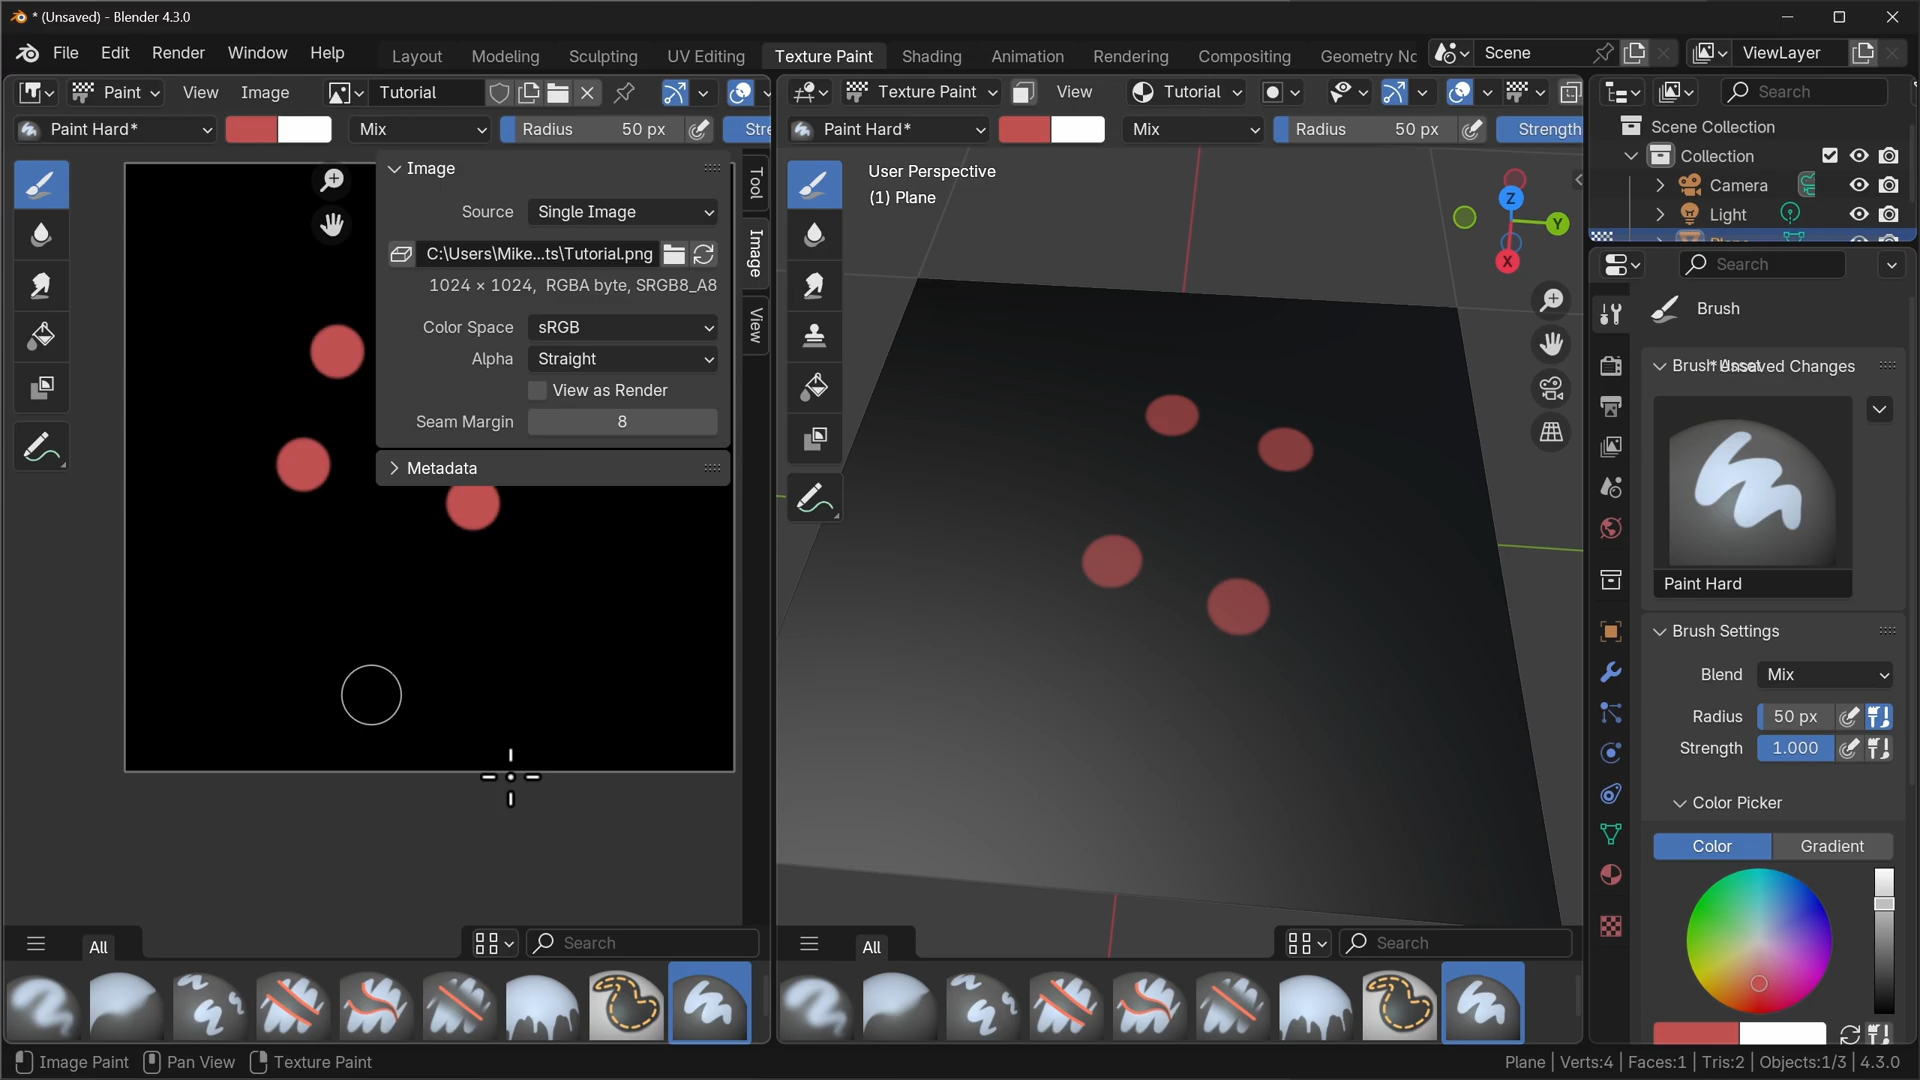 * (Unsaved) - Blender 4.3.0
File Edit Render Window Help Layout Modeling Sculpting UV Editing Texture Paint Shading Animation Rendering Compositing Geometry No Scene ViewLayer
Paint View Image Tutorial
Texture Paint View Tutorial
Search
Paint Hard* Mix Radius 50 px Stre
Paint Hard* Mix Radius 50 px Strength
Scene Collection
Collection
Camera
Light
Image
Source Single Image
C:\Users\Mike...ts\Tutorial.png
1024 × 1024, RGBA byte, SRGB8_A8
Color Space sRGB
Alpha Straight
View as Render
Seam Margin 8
Metadata
Tool
Image
View
User Perspective
(1) Plane
Z
Y
X
Search
Brush
Unsaved Changes
Paint Hard
Brush Settings
Blend Mix
Radius 50 px
Strength 1.000
Color Picker
Color Gradient
All Search
All Search
Image Paint Pan View Texture Paint
Plane | Verts:4 | Faces:1 | Tris:2 | Objects:1/3 | 4.3.0